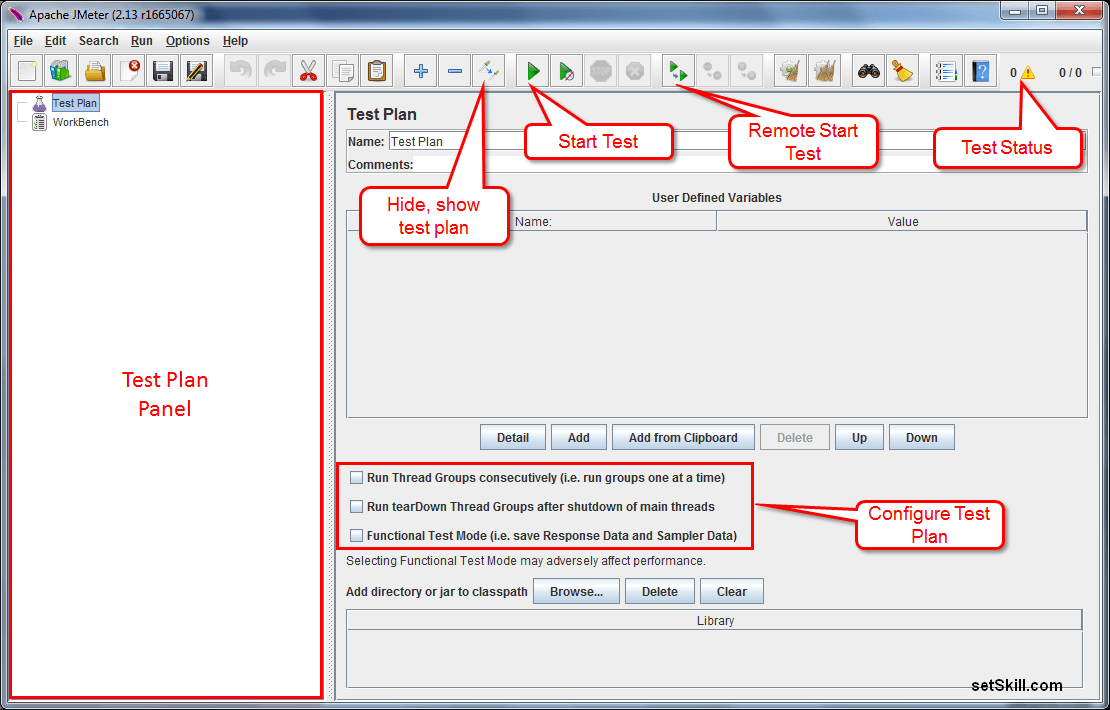 Apache JMeter (2.13 r1665067)
File Edit Search Run Options Help
0 0 / 0
Test Plan
WorkBench
Test Plan
Panel
Test Plan
Name: Test Plan
Comments:
Hide, show
test plan
Start Test
Remote Start
Test
Test Status
User Defined Variables
Name: Value
Detail Add Add from Clipboard Delete Up Down
Run Thread Groups consecutively (i.e. run groups one at a time)
Run tearDown Thread Groups after shutdown of main threads
Functional Test Mode (i.e. save Response Data and Sampler Data)
Configure Test
Plan
Selecting Functional Test Mode may adversely affect performance.
Add directory or jar to classpath Browse... Delete Clear
Library
setSkill.com